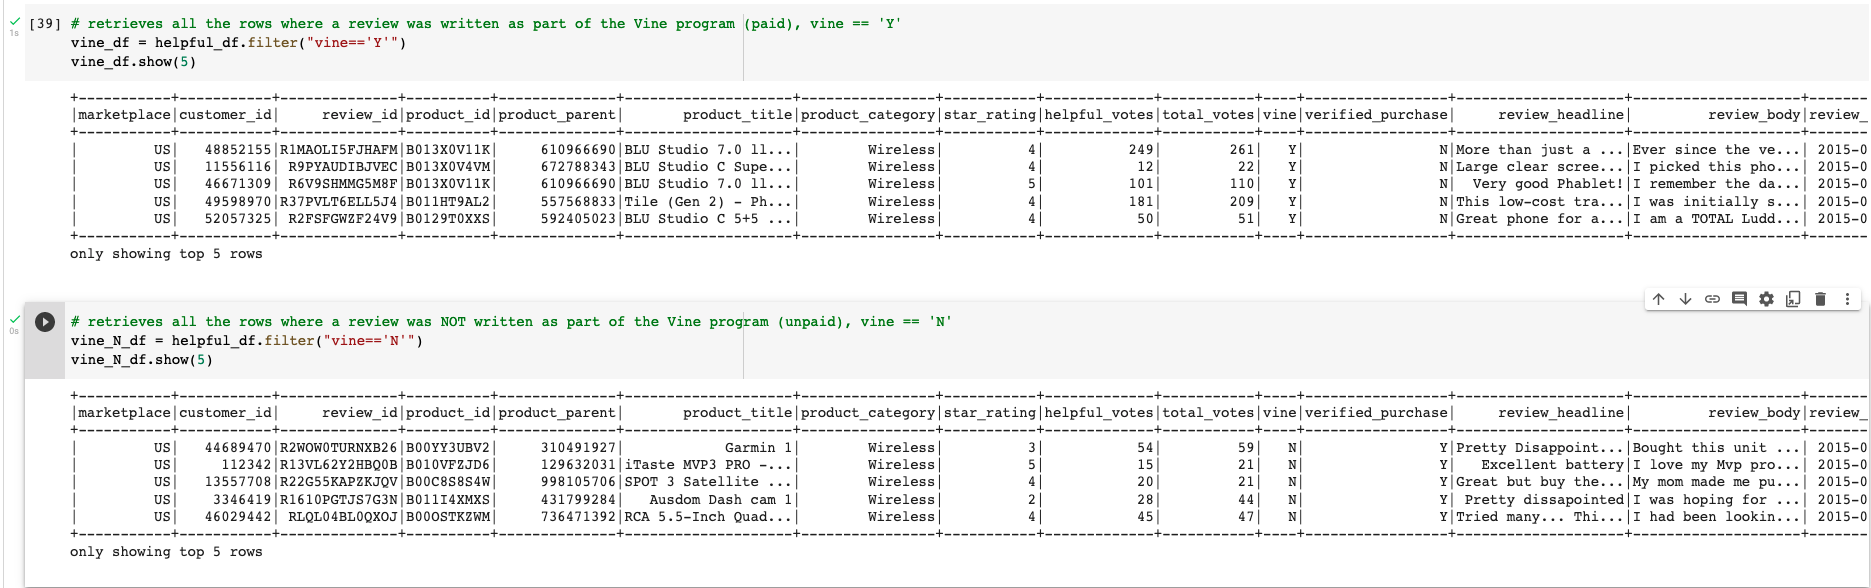 [39] # retrieves all the rows where a review was written as part of the Vine program (paid), vine == 'Y'
1s
vine_df = helpful_df.filter("vine=='Y'")
vine_df.show(5)
+-----------+-----------+--------------+----------+--------------+--------------------+----------------+-----------+-------------+-----------+----+-----------------+--------------------+--------------------+-------
|marketplace|customer_id|     review_id|product_id|product_parent|       product_title|product_category|star_rating|helpful_votes|total_votes|vine|verified_purchase|     review_headline|         review_body|review_
+-----------+-----------+--------------+----------+--------------+--------------------+----------------+-----------+-------------+-----------+----+-----------------+--------------------+--------------------+-------
|         US|   48852155|R1MAOLI5FJHAFM|B013X0V11K|     610966690|BLU Studio 7.0 ll...|        Wireless|          4|          249|        261|   Y|                N|More than just a ...|Ever since the ve...| 2015-0
|         US|   11556116| R9PYAUDIBJVEC|B013X0V4VM|     672788343|BLU Studio C Supe...|        Wireless|          4|           12|         22|   Y|                N|Large clear scree...|I picked this pho...| 2015-0
|         US|   46671309| R6V9SHMMG5M8F|B013X0V11K|     610966690|BLU Studio 7.0 ll...|        Wireless|          5|          101|        110|   Y|                N|  Very good Phablet!|I remember the da...| 2015-0
|         US|   49598970|R37PVLT6ELL5J4|B011HT9AL2|     557568833|Tile (Gen 2) - Ph...|        Wireless|          4|          181|        209|   Y|                N|This low-cost tra...|I was initially s...| 2015-0
|         US|   52057325|R2FSFGWZF24V9|B0129T0XXS|     592405023|BLU Studio C 5+5 ...|        Wireless|          4|           50|         51|   Y|                N|Great phone for a...|I am a TOTAL Ludd...| 2015-0
+-----------+-----------+--------------+----------+--------------+--------------------+----------------+-----------+-------------+-----------+----+-----------------+--------------------+--------------------+-------
only showing top 5 rows
# retrieves all the rows where a review was NOT written as part of the Vine program (unpaid), vine == 'N'
0s
vine_N_df = helpful_df.filter("vine=='N'")
vine_N_df.show(5)
+-----------+-----------+--------------+----------+--------------+--------------------+----------------+-----------+-------------+-----------+----+-----------------+--------------------+--------------------+-------
|marketplace|customer_id|     review_id|product_id|product_parent|       product_title|product_category|star_rating|helpful_votes|total_votes|vine|verified_purchase|     review_headline|         review_body|review_
+-----------+-----------+--------------+----------+--------------+--------------------+----------------+-----------+-------------+-----------+----+-----------------+--------------------+--------------------+-------
|         US|   44689470|R2WOW0TURNXB26|B00YY3UBV2|     310491927|            Garmin 1|        Wireless|          3|           54|         59|   N|                Y|Pretty Disappoint...|Bought this unit ...| 2015-0
|         US|     112342|R13VL62Y2HBQ0B|B010VFZJD6|     129632031|iTaste MVP3 PRO -...|        Wireless|          5|           15|         21|   N|                Y|   Excellent battery|I love my Mvp pro...| 2015-0
|         US|   13557708|R22G55KAPZKJQV|B00C8S8S4W|     998105706|SPOT 3 Satellite ...|        Wireless|          4|           20|         21|   N|                Y|Great but buy the...|My mom made me pu...| 2015-0
|         US|    3346419|R1610PGTJS7G3N|B011I4XMXS|     431799284|   Ausdom Dash cam 1|        Wireless|          2|           28|         44|   N|                Y| Pretty dissapointed|I was hoping for ...| 2015-0
|         US|   46029442| RLQL04BL0QXOJ|B00OSTKZWM|     736471392|RCA 5.5-Inch Quad...|        Wireless|          4|           45|         47|   N|                Y|Tried many... Thi...|I had been lookin...| 2015-0
+-----------+-----------+--------------+----------+--------------+--------------------+----------------+-----------+-------------+-----------+----+-----------------+--------------------+--------------------+-------
only showing top 5 rows